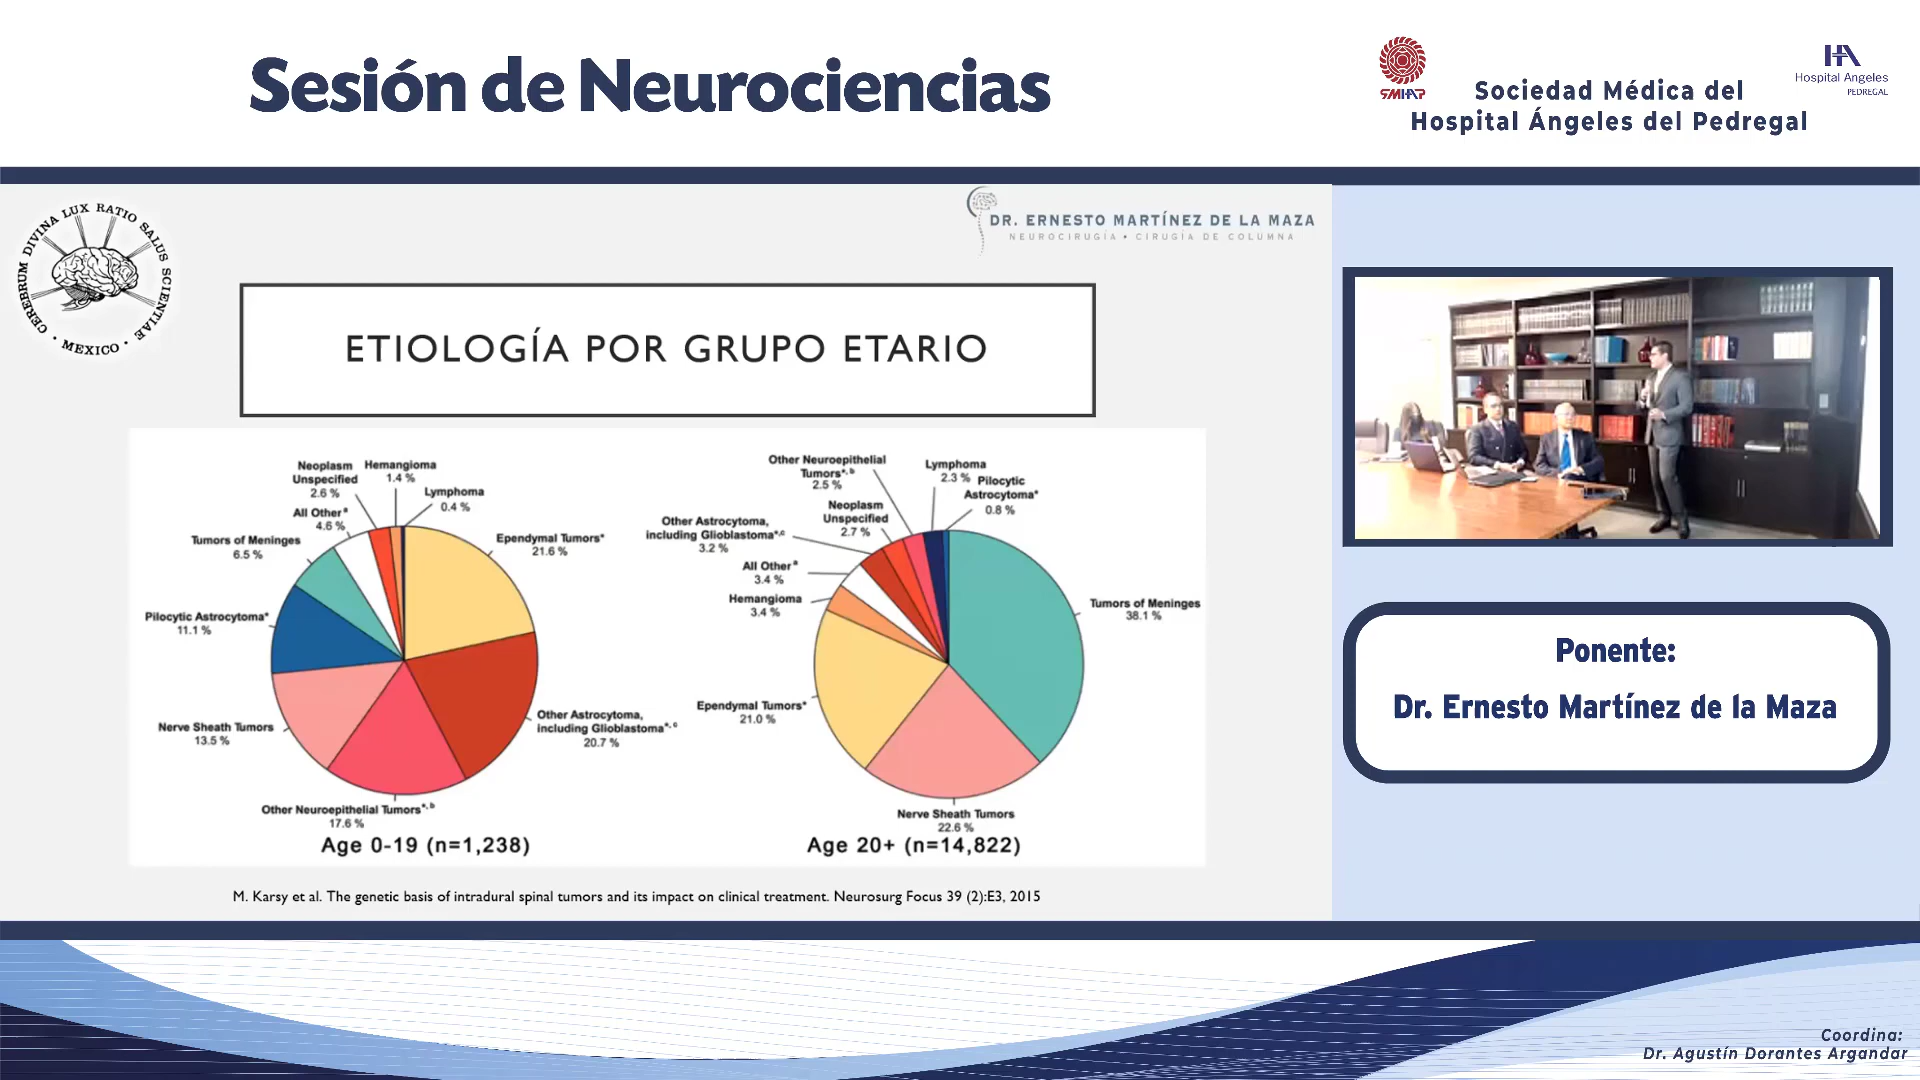 Sesión de Neurociencias
SMHAP
Sociedad Médica del
Hospital Ángeles del Pedregal
HA
Hospital Angeles
PEDREGAL
CEREBRUM DIVINA LUX RATIO SALUS SCIENTIAE
· MEXICO ·
DR. ERNESTO MARTÍNEZ DE LA MAZA
NEUROCIRUGÍA • CIRUGÍA DE COLUMNA
ETIOLOGÍA POR GRUPO ETARIO
Neoplasm
Unspecified
2.6 %
Hemangioma
1.4 %
Lymphoma
0.4 %
All Other a
4.6 %
Tumors of Meninges
6.5 %
Ependymal Tumors*
21.6 %
Pilocytic Astrocytoma*
11.1 %
Nerve Sheath Tumors
13.5 %
Other Astrocytoma,
including Glioblastoma*,c
20.7 %
Other Neuroepithelial Tumors*,b
17.6 %
Age 0-19 (n=1,238)
Other Neuroepithelial
Tumors*,b
2.5 %
Lymphoma
2.3 %
Pilocytic
Astrocytoma*
0.8 %
Neoplasm
Unspecified
2.7 %
Other Astrocytoma,
including Glioblastoma*,c
3.2 %
All Other a
3.4 %
Hemangioma
3.4 %
Tumors of Meninges
38.1 %
Ependymal Tumors*
21.0 %
Nerve Sheath Tumors
22.6 %
Age 20+ (n=14,822)
M. Karsy et al. The genetic basis of intradural spinal tumors and its impact on clinical treatment. Neurosurg Focus 39 (2):E3, 2015
Ponente:
Dr. Ernesto Martínez de la Maza
Coordina:
Dr. Agustín Dorantes Argandar